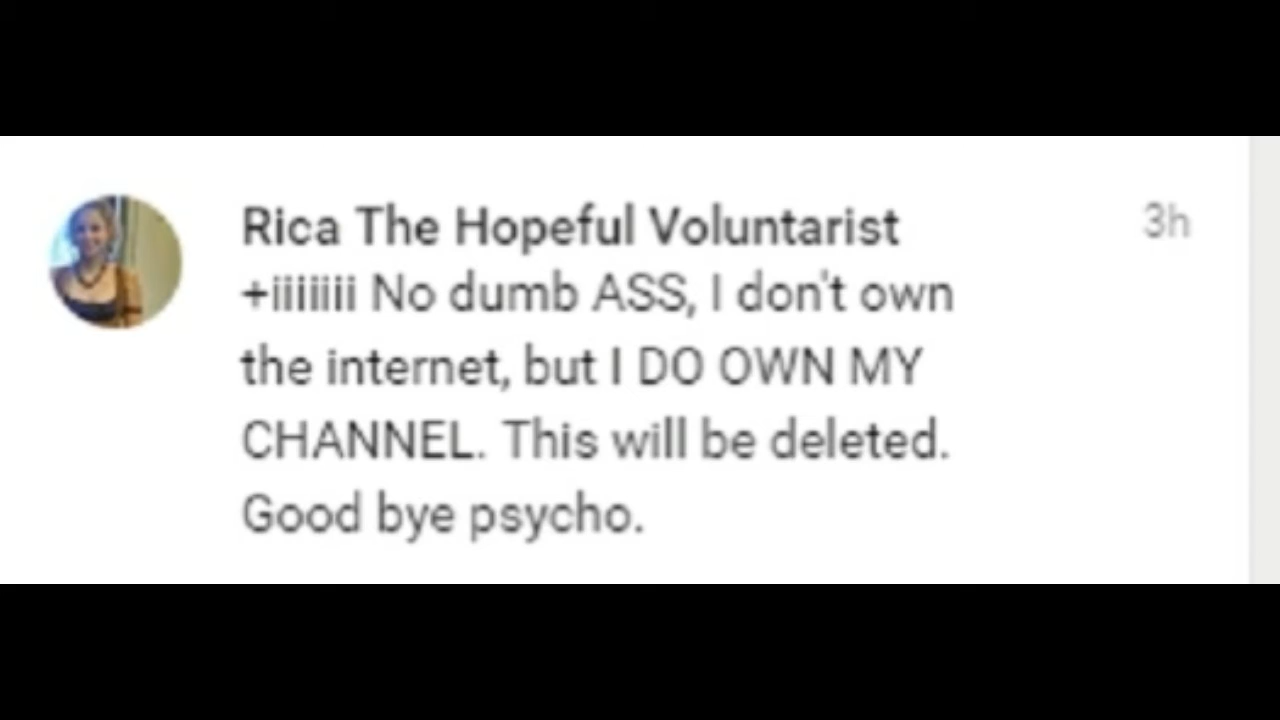 Rica The Hopeful Voluntarist 3h
+iiiiiiii No dumb ASS, I don't own
the internet, but I DO OWN MY
CHANNEL. This will be deleted.
Good bye psycho.